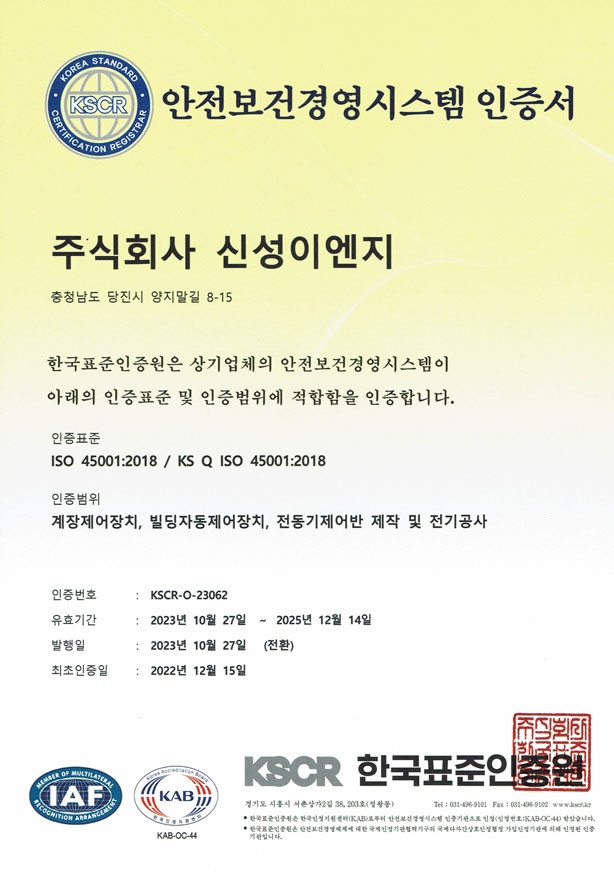 KOREA STANDARD
KSCR
CERTIFICATION REGISTRAR
안전보건경영시스템 인증서
주식회사 신성이엔지
충청남도 당진시 양지말길 8-15
한국표준인증원은 상기업체의 안전보건경영시스템이
아래의 인증표준 및 인증범위에 적합함을 인증합니다.
인증표준
ISO 45001:2018 / KS Q ISO 45001:2018
인증범위
계장제어장치, 빌딩자동제어장치, 전동기제어반 제작 및 전기공사
인증번호 : KSCR-O-23062
유효기간 : 2023년 10월 27일 ~ 2025년 12월 14일
발행일 : 2023년 10월 27일 (전환)
최초인증일 : 2022년 12월 15일
MEMBER OF MULTILATERAL
IAF
RECOGNITION ARRANGEMENT
Korea Accreditation Board
KAB
한국인정지원센터
KAB-OC-44
KSCR 한국표준인증원
경기도 시흥시 서촌상가2길 38, 203호(정왕동) Tel : 031-496-9101 Fax : 031-496-9102 www.kscr.kr
* 한국표준인증원은 한국인정지원센터(KAB)로부터 안전보건경영시스템 인증기관으로 인정(인정번호:KAB-OC-44) 받았습니다.
* 한국표준인증원은 안전보건경영체제에 대한 국제인정기관협력기구의 국제다자간상호인정협정 가입인정기관에 의해 인정된 인증
기관입니다.